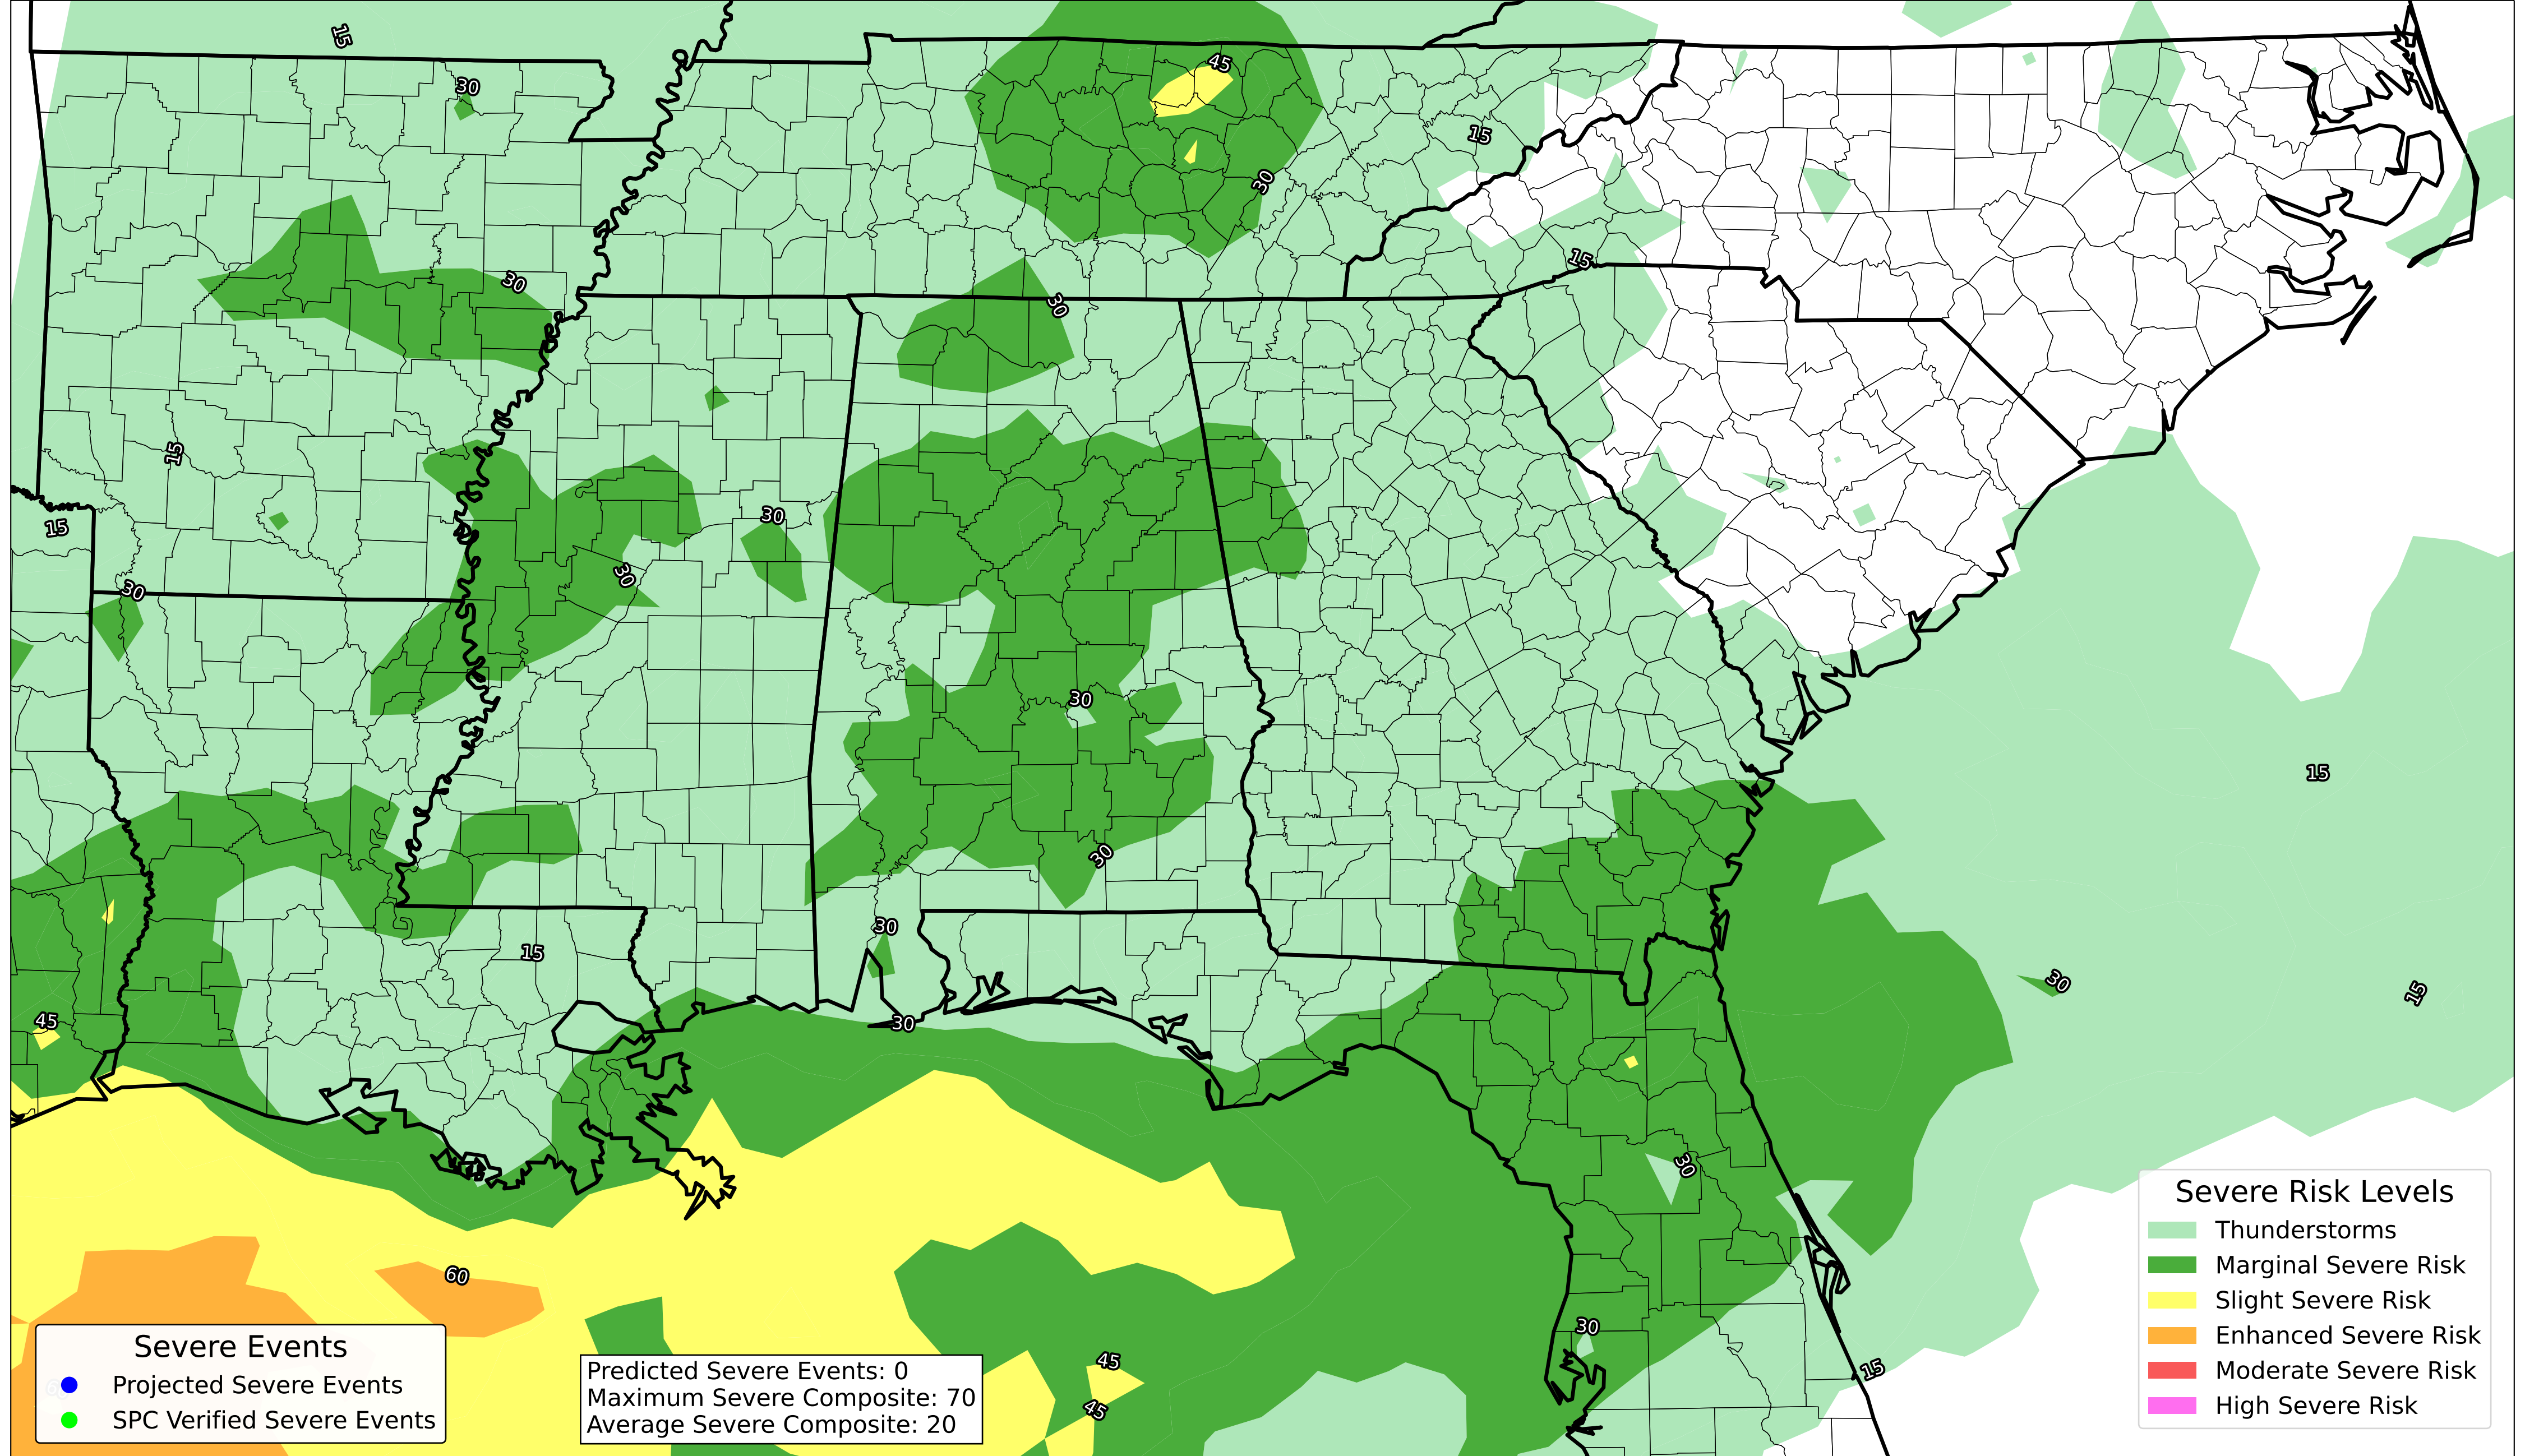 15
30
45
15
30
15
30
30
15
30
15
30
30
30
30
15
30
30
15
45
30
30
15
15
30
60
45
45
30
15
Severe Risk Levels
Thunderstorms
Marginal Severe Risk
Slight Severe Risk
Enhanced Severe Risk
Moderate Severe Risk
High Severe Risk
Severe Events
Projected Severe Events
SPC Verified Severe Events
Predicted Severe Events: 0
Maximum Severe Composite: 70
Average Severe Composite: 20